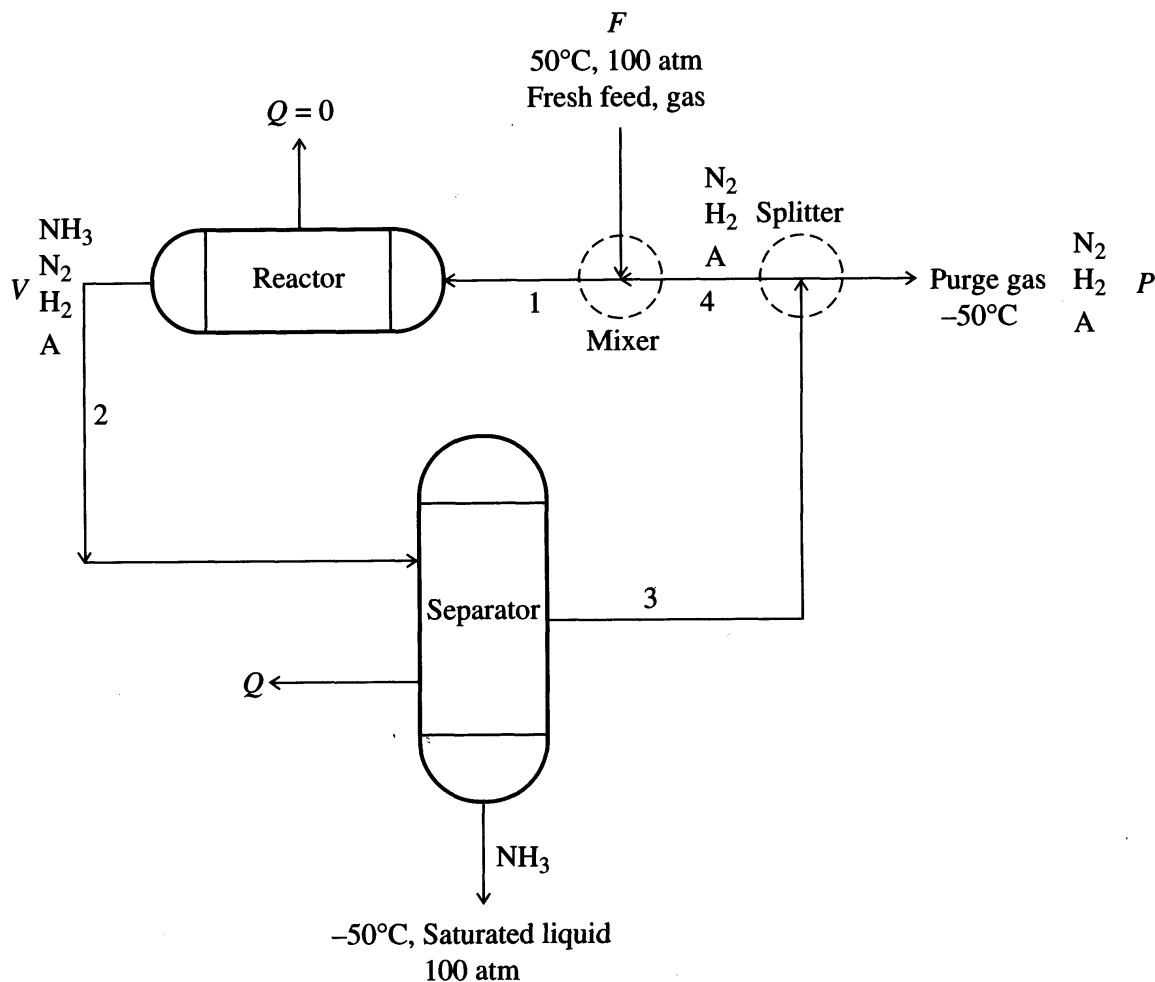 F
50°C, 100 atm
Fresh feed, gas
Q = 0
N₂
H₂
A
Splitter
NH₃
N₂
H₂
A
V
Reactor
1
Mixer
4
Purge gas
–50°C
N₂
H₂
A
P
2
Separator
3
Q
NH₃
–50°C, Saturated liquid
100 atm